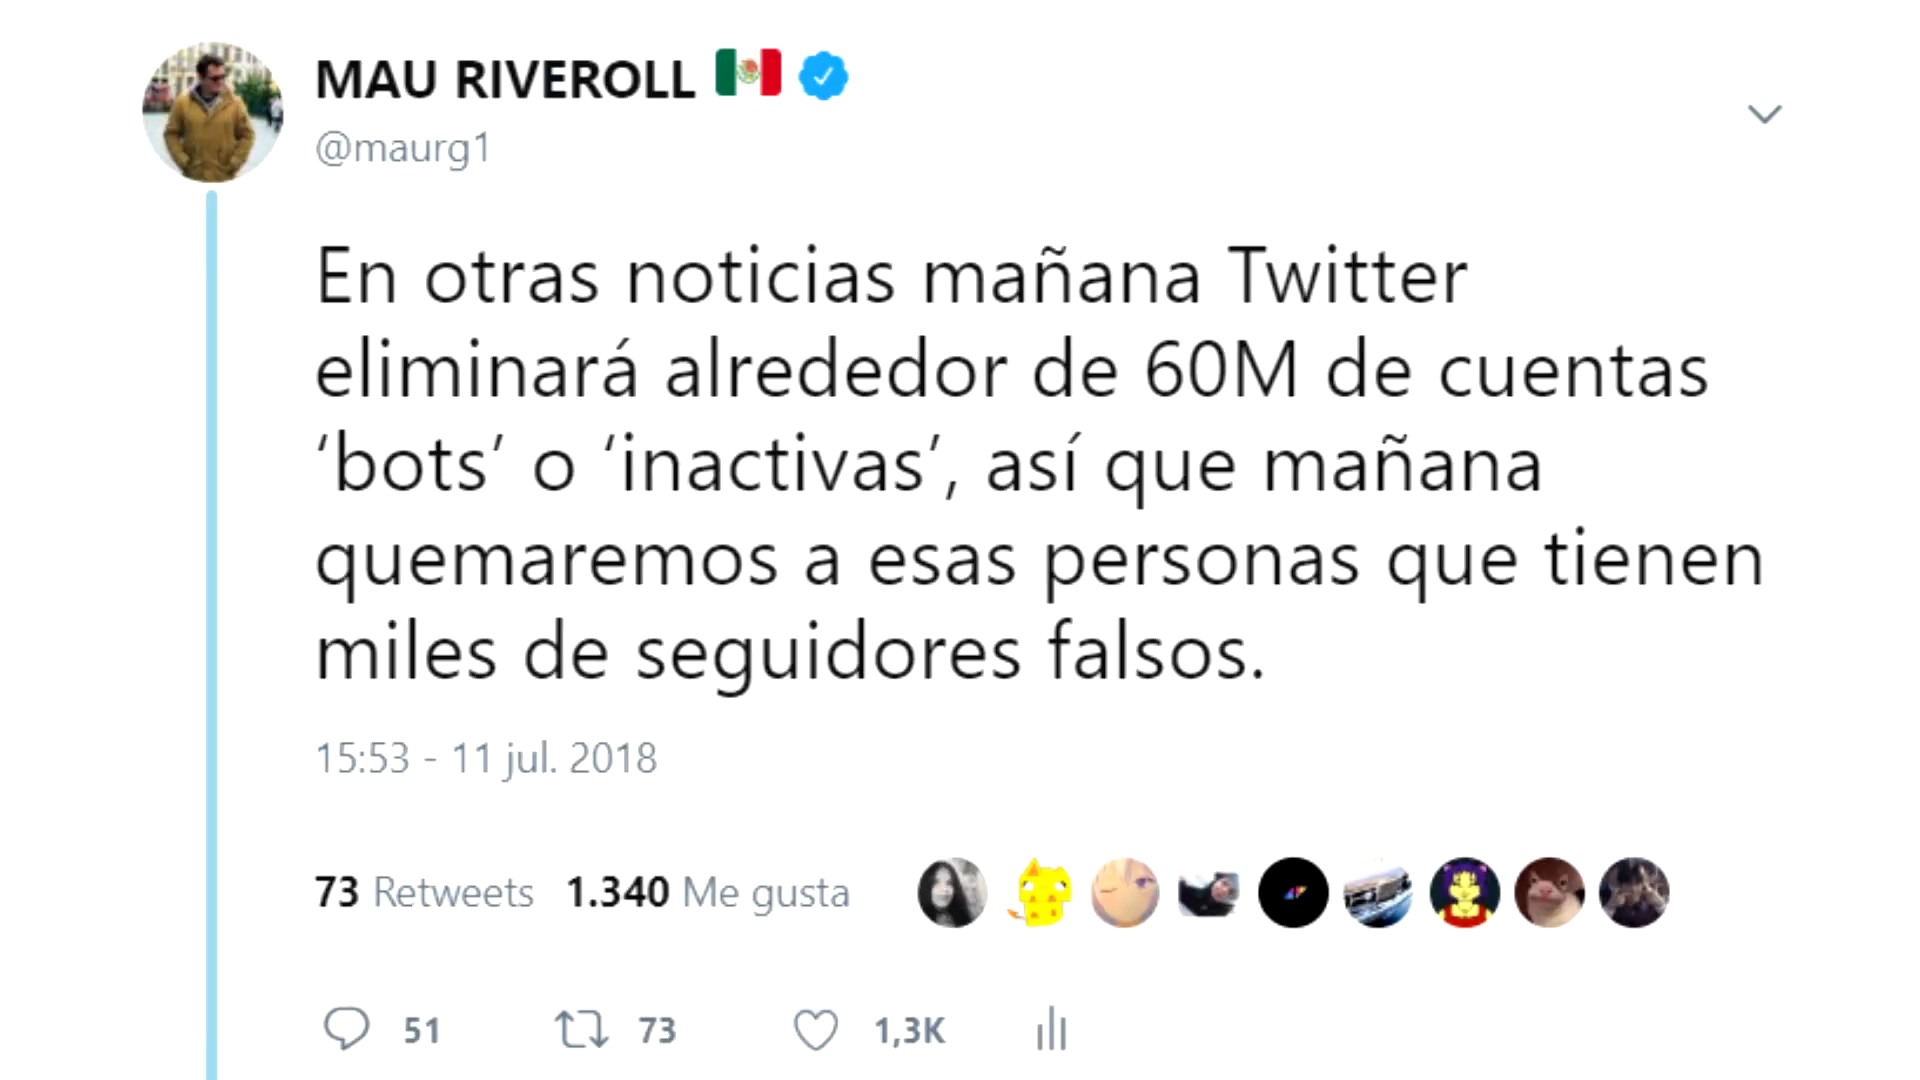 MAU RIVEROLL
@maurg1
En otras noticias mañana Twitter
eliminará alrededor de 60M de cuentas
‘bots’ o ‘inactivas’, así que mañana
quemaremos a esas personas que tienen
miles de seguidores falsos.
15:53 - 11 jul. 2018
73 Retweets 1.340 Me gusta
51 73 1,3K